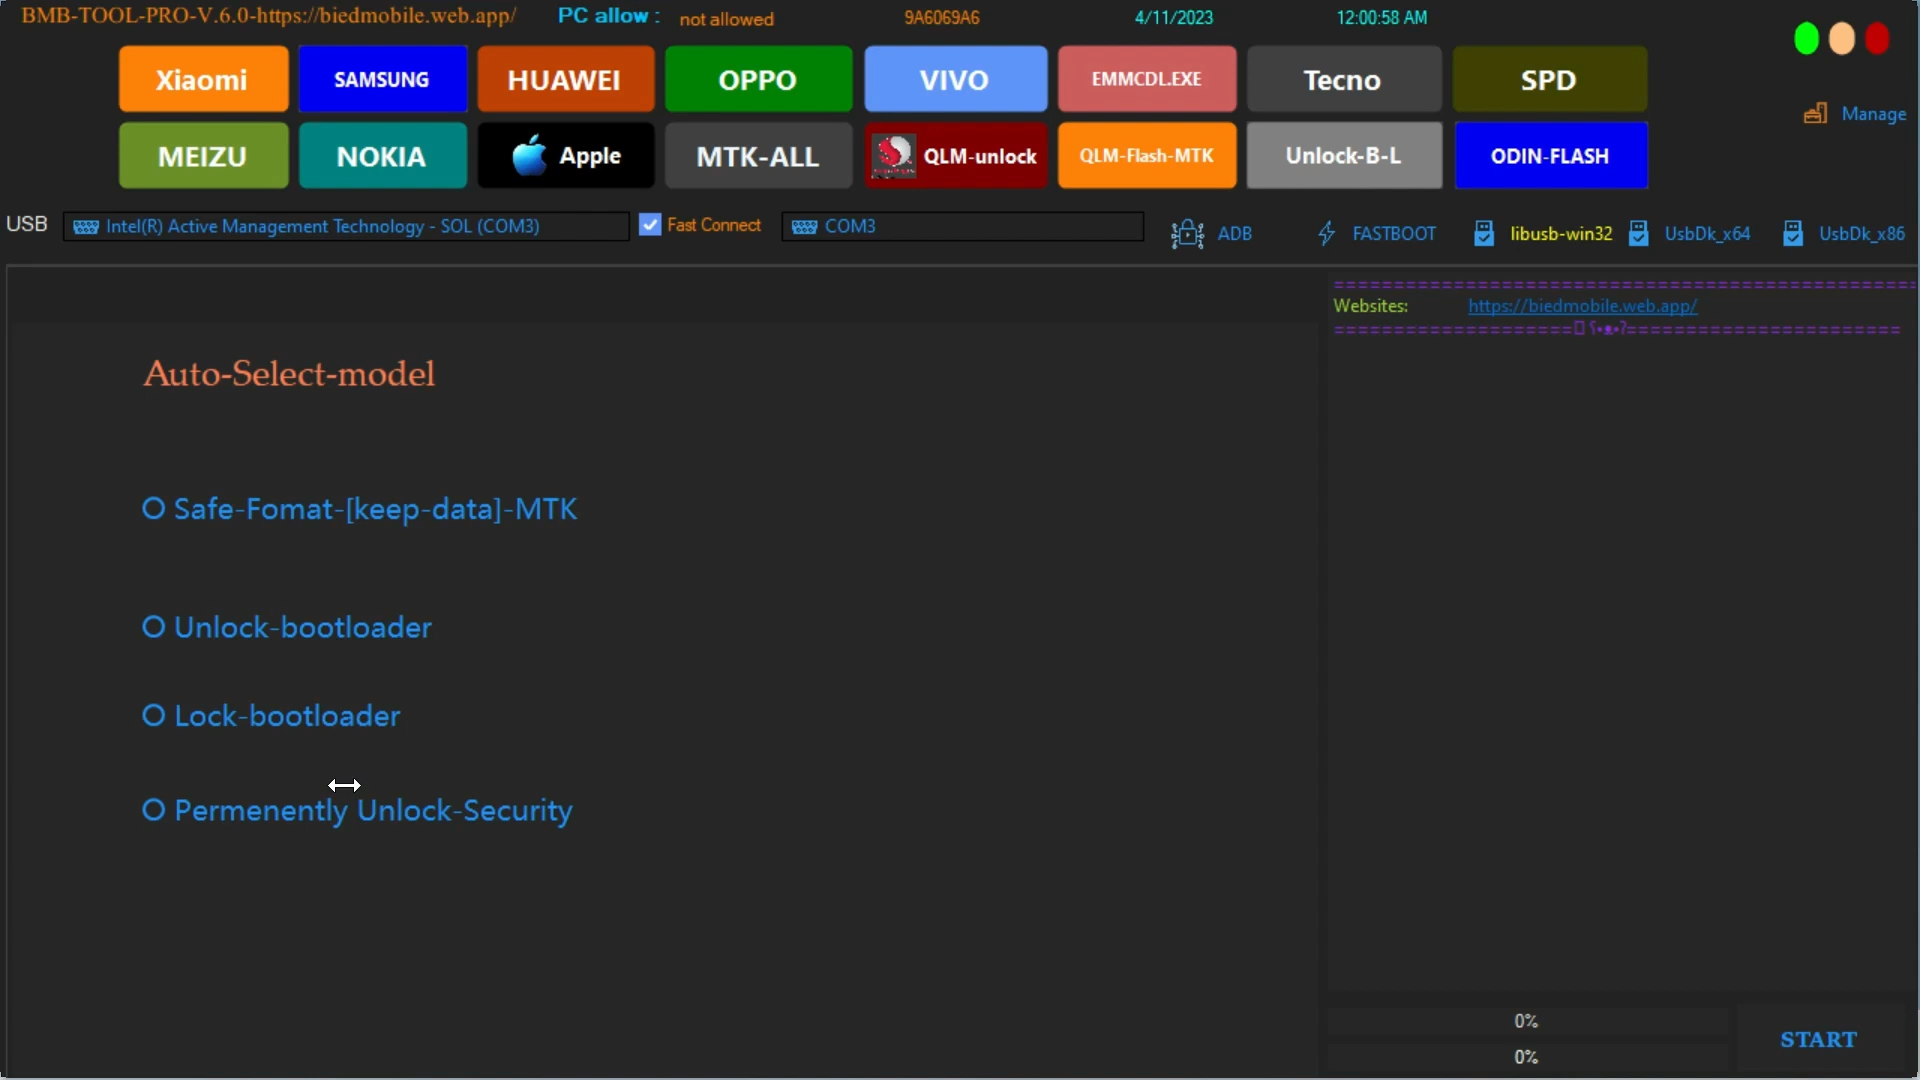 BMB-TOOL-PRO-V.6.0-https://biedmobile.web.app/ PC allow : not allowed 9A6069A6 4/11/2023 12:00:58 AM
Xiaomi SAMSUNG HUAWEI OPPO VIVO EMMCDL.EXE Tecno SPD
Manage
MEIZU NOKIA Apple MTK-ALL QLM-unlock QLM-Flash-MTK Unlock-B-L ODIN-FLASH
USB Intel(R) Active Management Technology - SOL (COM3) Fast Connect COM3 ADB FASTBOOT libusb-win32 UsbDk_x64 UsbDk_x86
Websites: https://biedmobile.web.app/
Auto-Select-model
Safe-Fomat-[keep-data]-MTK
Unlock-bootloader
Lock-bootloader
Permenently Unlock-Security
0%
START
0%